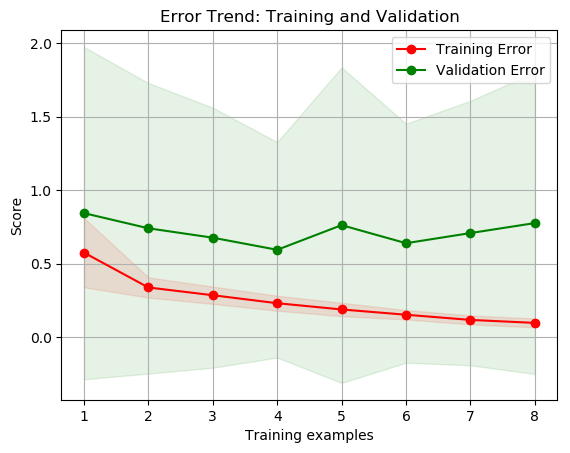 Error Trend: Training and Validation
Training Error
Validation Error
2.0
1.5
1.0
0.5
0.0
Score
1 2 3 4 5 6 7 8
Training examples